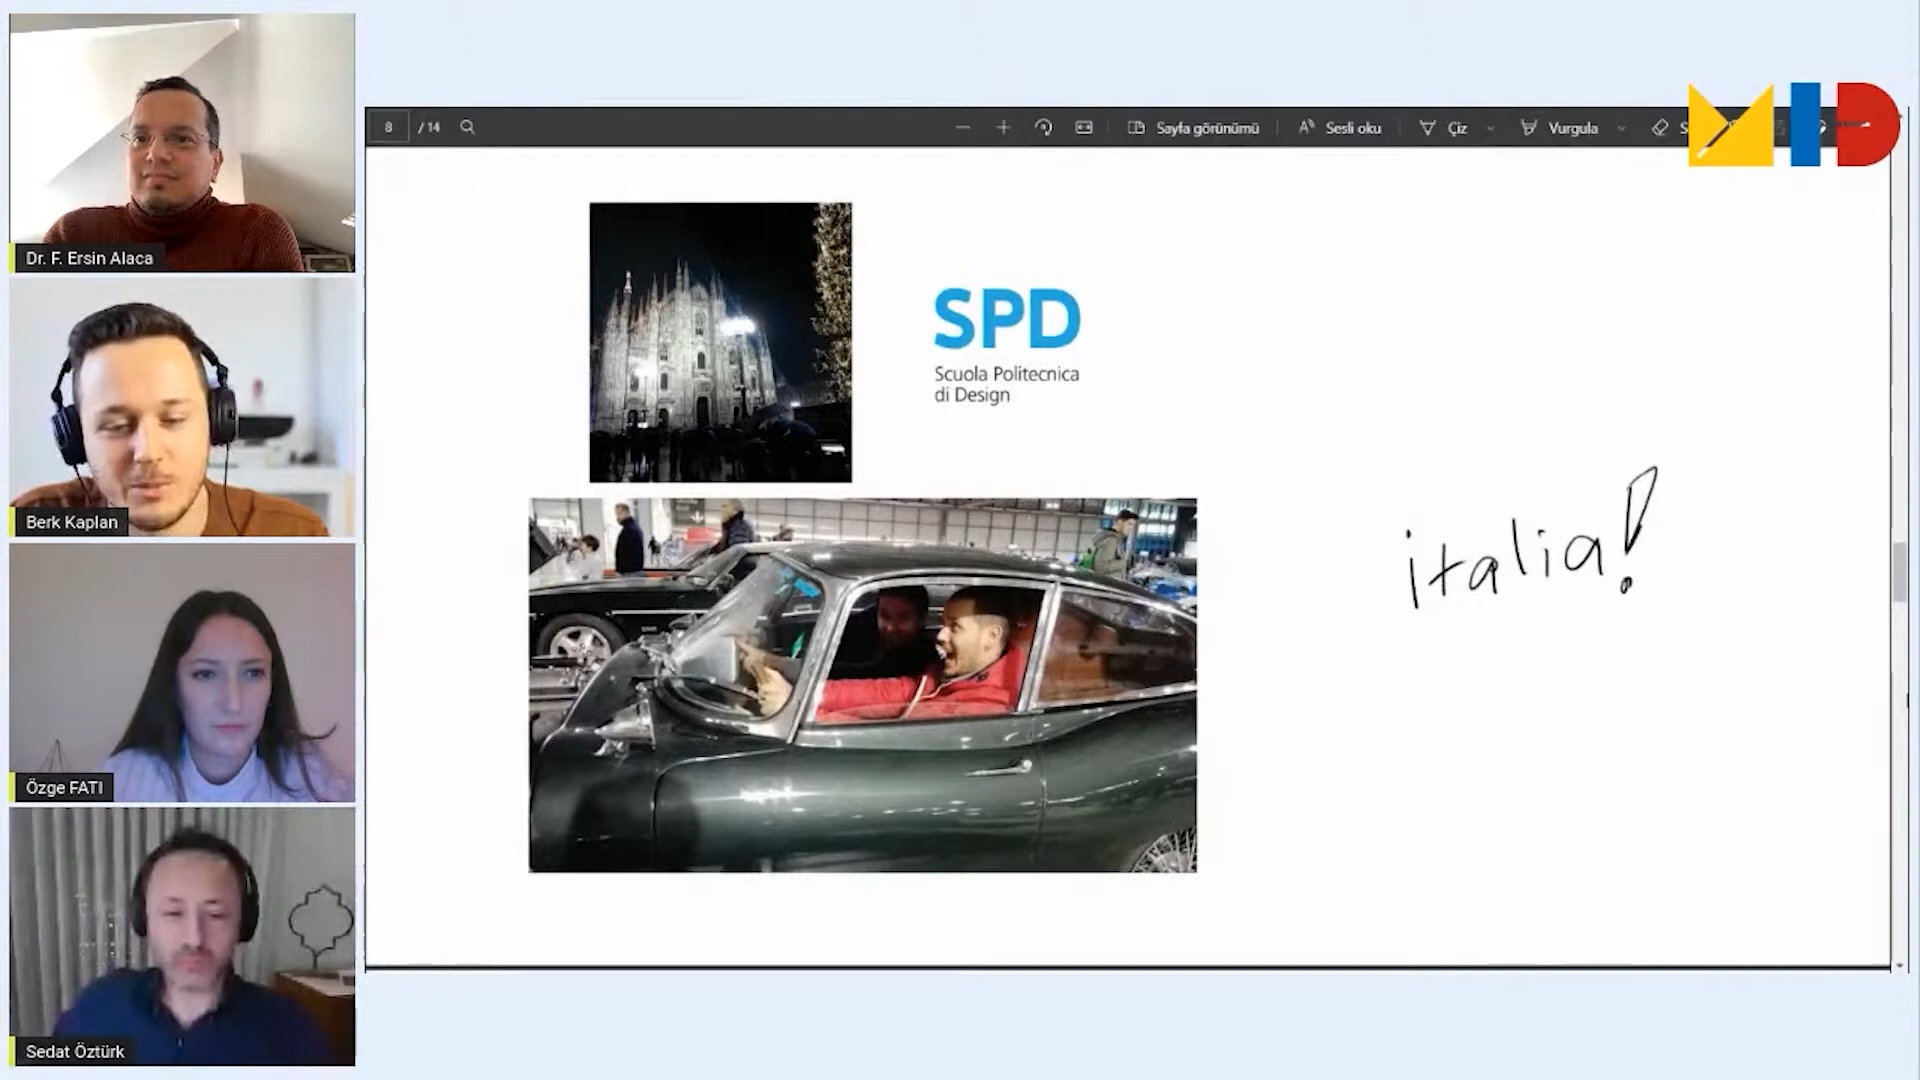 Dr. F. Ersin Alaca
Berk Kaplan
Özge FATI
Sedat Öztürk
8 / 14
Sayfa görünümü
Sesli oku
Çiz
Vurgula
MID
SPD
Scuola Politecnica
di Design
italia!